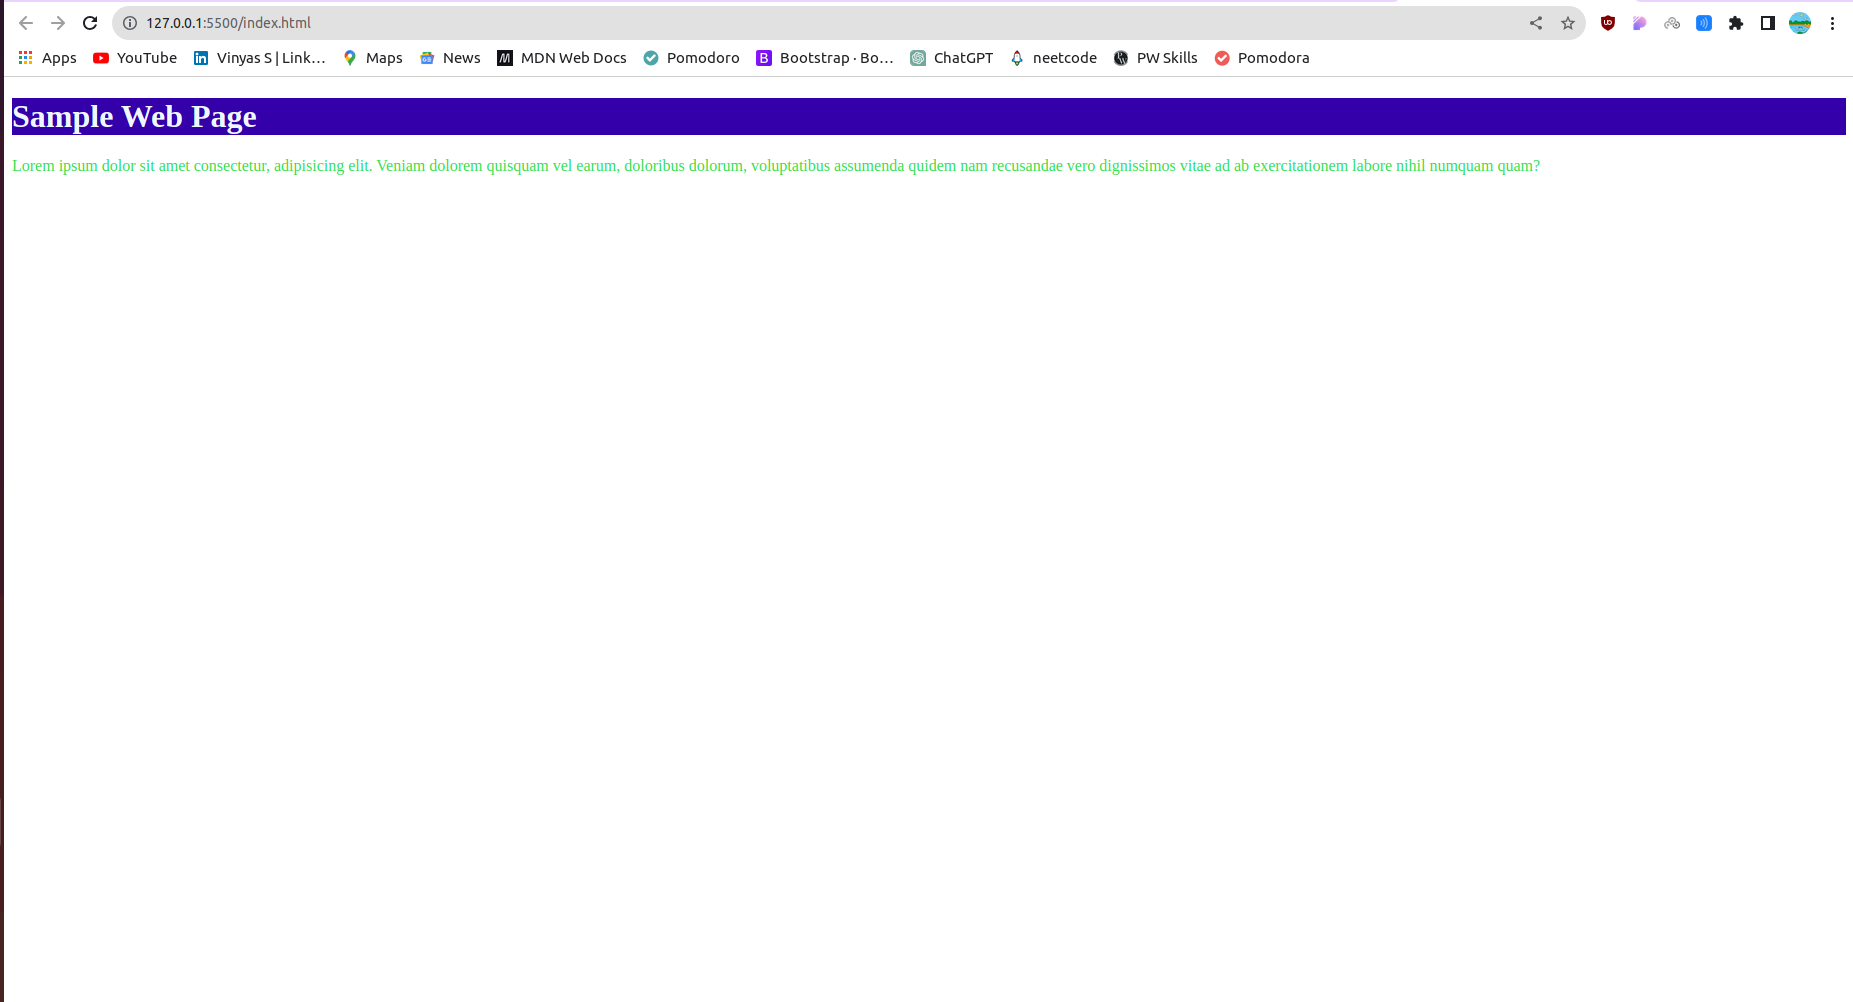 127.0.0.1:5500/index.html
Apps YouTube Vinyas S | Link... Maps News MDN Web Docs Pomodoro Bootstrap · Bo... ChatGPT neetcode PW Skills Pomodora
Sample Web Page
Lorem ipsum dolor sit amet consectetur, adipisicing elit. Veniam dolorem quisquam vel earum, doloribus dolorum, voluptatibus assumenda quidem nam recusandae vero dignissimos vitae ad ab exercitationem labore nihil numquam quam?